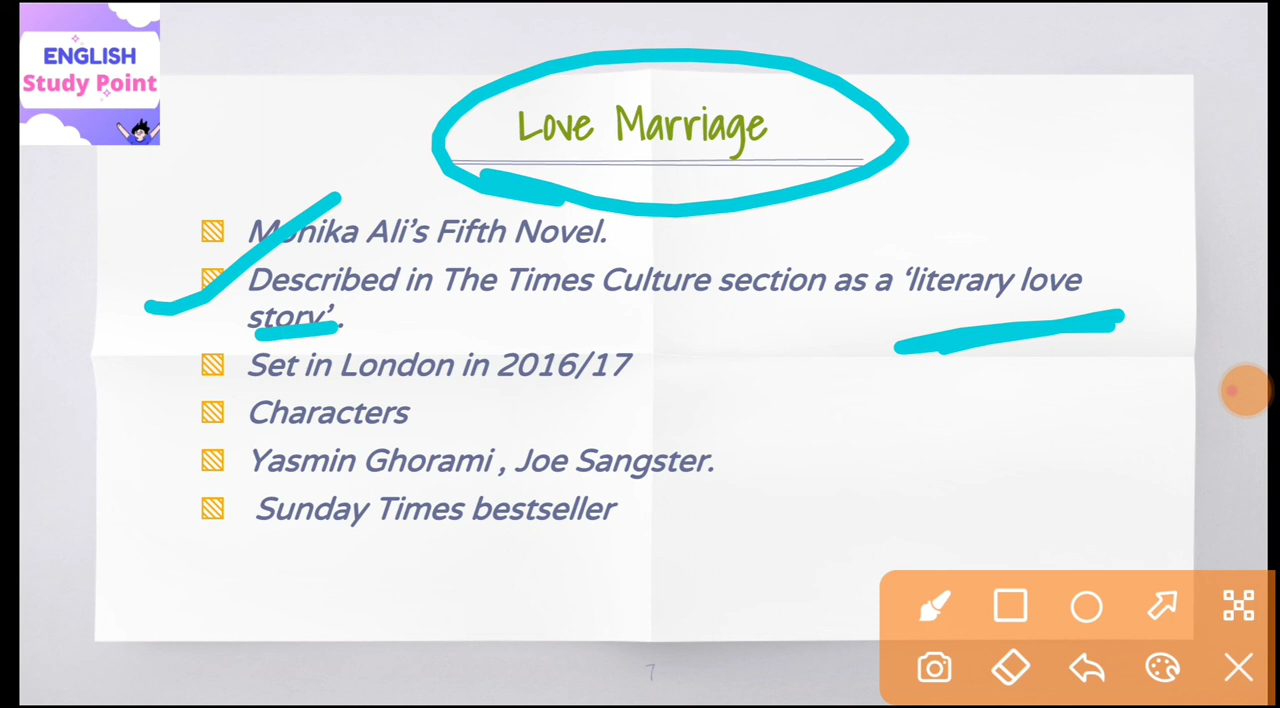 ENGLISH
Study Point
Love Marriage
Monika Ali's Fifth Novel.
Described in The Times Culture section as a 'literary love
story' .
Set in London in 2016/17
Characters
Yasmin Ghorami , Joe Sangster.
Sunday Times bestseller
7